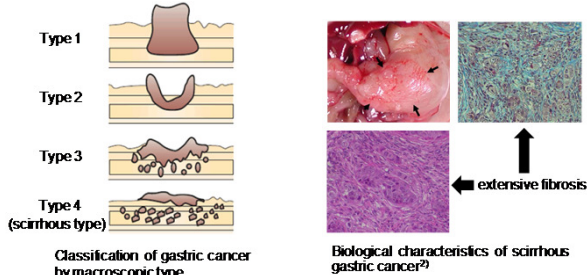 Type 1
Type 2
Type 3
Type 4
(scirrhous type)
Classification of gastric cancer
by macroscopic type
extensive fibrosis
Biological characteristics of scirrhous
gastric cancer²⁾